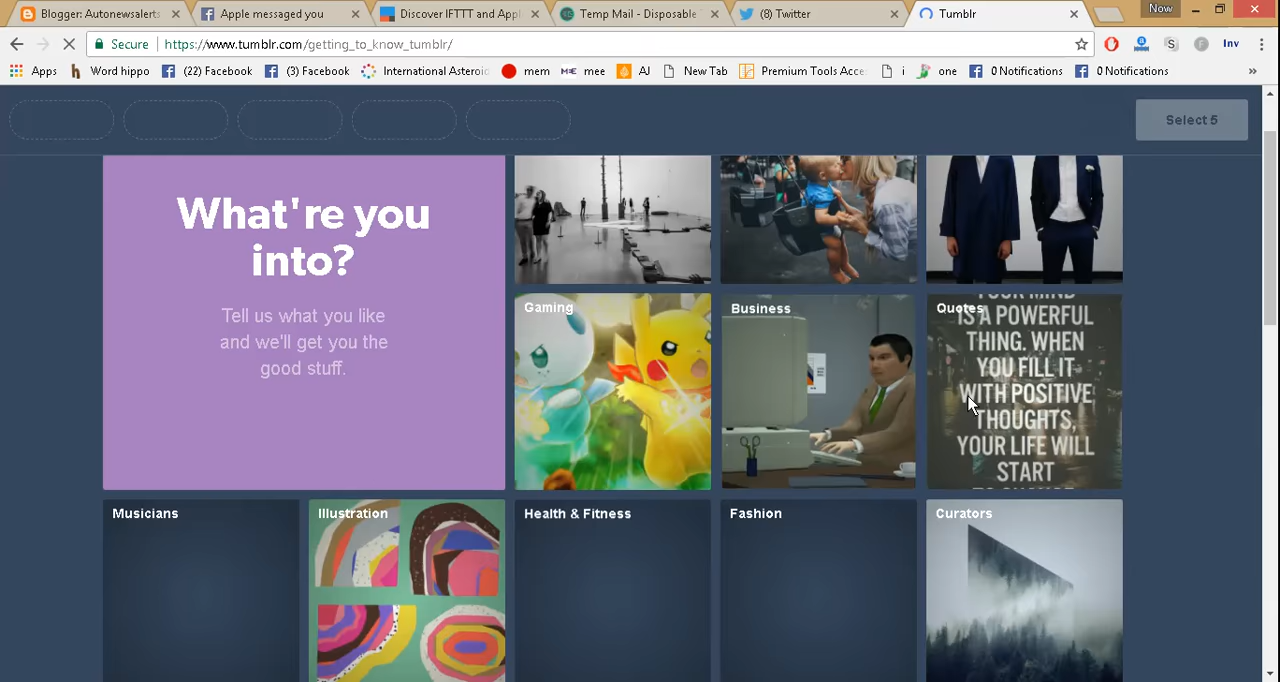 Blogger: Autonewsalerts
Apple messaged you
Discover IFTTT and Appl
Temp Mail - Disposable
(8) Twitter
Tumblr
Now
Secure
https://www.tumblr.com/getting_to_know_tumblr/
S
F
Inv
Apps
Word hippo
(22) Facebook
(3) Facebook
International Asteroid
mem
ME
mee
AI
New Tab
Premium Tools Acce
i
one
0 Notifications
0 Notifications
»
Select 5
What're you
into?
Tell us what you like
and we'll get you the
good stuff.
Gaming
Business
Quotes
YOUR MIND
IS A POWERFUL
THING. WHEN
YOU FILL IT
WITH POSITIVE
THOUGHTS,
YOUR LIFE WILL
START
Musicians
Illustration
Health & Fitness
Fashion
Curators